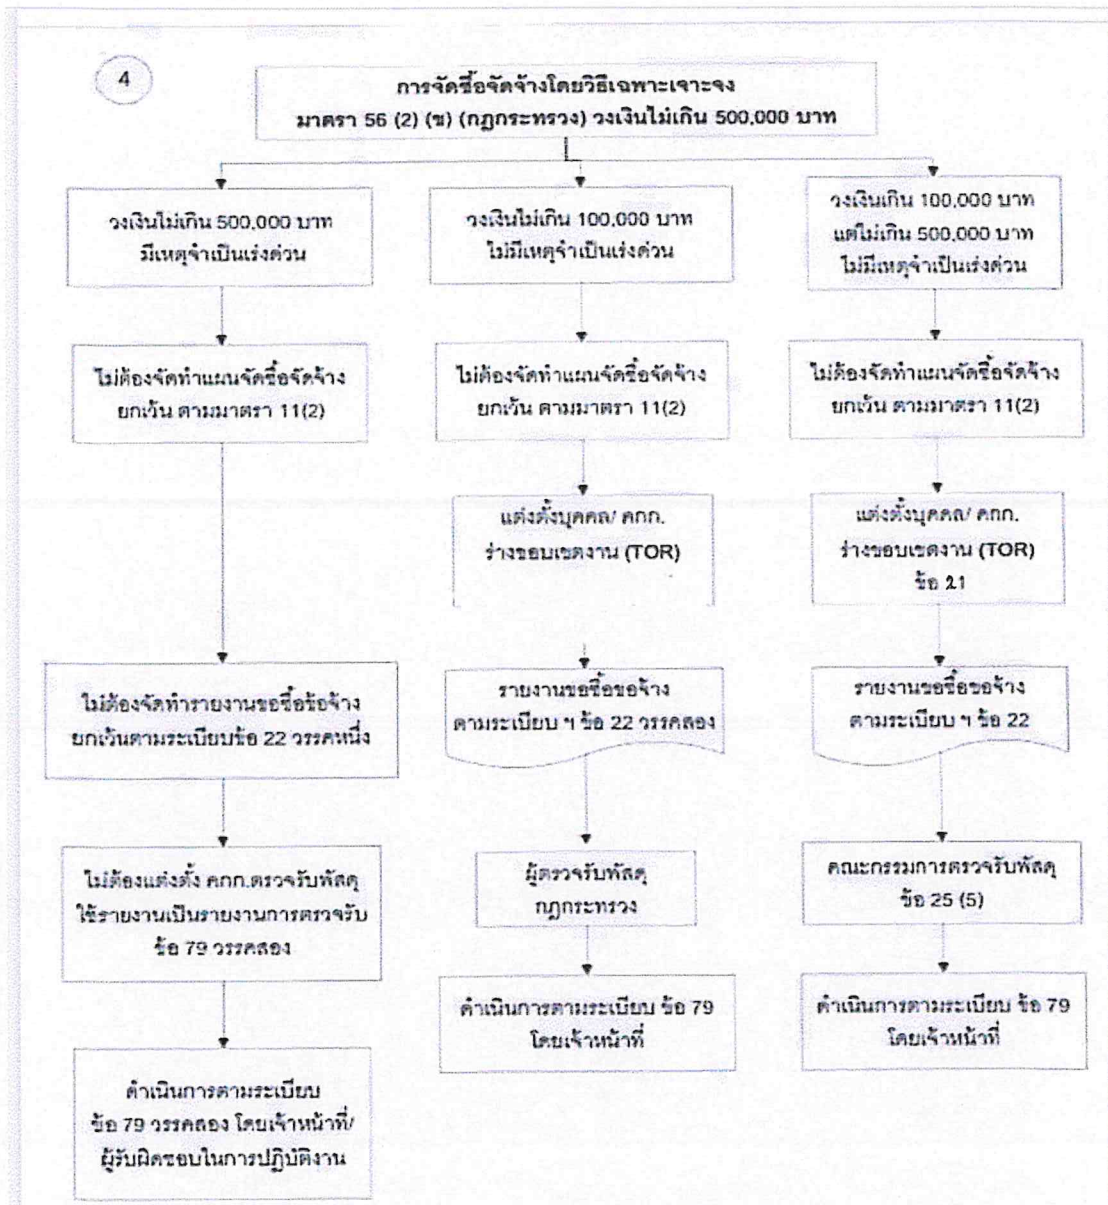 4
การจัดซื้อจัดจ้างโดยวิธีเฉพาะเจาะจง
มาตรา 56 (2) (ข) (กฎกระทรวง) วงเงินไม่เกิน 500,000 บาท
วงเงินไม่เกิน 500,000 บาท
มีเหตุจำเป็นเร่งด่วน
ไม่ต้องจัดทำแผนจัดซื้อจัดจ้าง
ยกเว้น ตามมาตรา 11(2)
ไม่ต้องจัดทำรายงานขอซื้อข้อจ้าง
ยกเว้นตามระเบียบข้อ 22 วรรคหนึ่ง
ไม่ต้องแต่งตั้ง คกก.ตรวจรับพัสดุ
ใช้รายงานเป็นรายงานการตรวจรับ
ข้อ 79 วรรคสอง
ดำเนินการตามระเบียบ
ข้อ 79 วรรคสอง โดยเจ้าหน้าที่/
ผู้รับผิดชอบในการปฏิบัติงาน
วงเงินไม่เกิน 100,000 บาท
ไม่มีเหตุจำเป็นเร่งด่วน
ไม่ต้องจัดทำแผนจัดซื้อจัดจ้าง
ยกเว้น ตามมาตรา 11(2)
แต่งตั้งบุคคล/ คกก.
ร่างขอบเขตงาน (TOR)
รายงานขอซื้อขอจ้าง
ตามระเบียบ ฯ ข้อ 22 วรรคสอง
ผู้ตรวจรับพัสดุ
กฎกระทรวง
ดำเนินการตามระเบียบ ข้อ 79
โดยเจ้าหน้าที่
วงเงินเกิน 100,000 บาท
แต่ไม่เกิน 500,000 บาท
ไม่มีเหตุจำเป็นเร่งด่วน
ไม่ต้องจัดทำแผนจัดซื้อจัดจ้าง
ยกเว้น ตามมาตรา 11(2)
แต่งตั้งบุคคล/ คกก.
ร่างขอบเขตงาน (TOR)
ข้อ 21
รายงานขอซื้อขอจ้าง
ตามระเบียบ ฯ ข้อ 22
คณะกรรมการตรวจรับพัสดุ
ข้อ 25 (5)
ดำเนินการตามระเบียบ ข้อ 79
โดยเจ้าหน้าที่